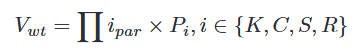 V_{wt} = \prod i_{par} \times P_i, i \in \{K, C, S, R\}